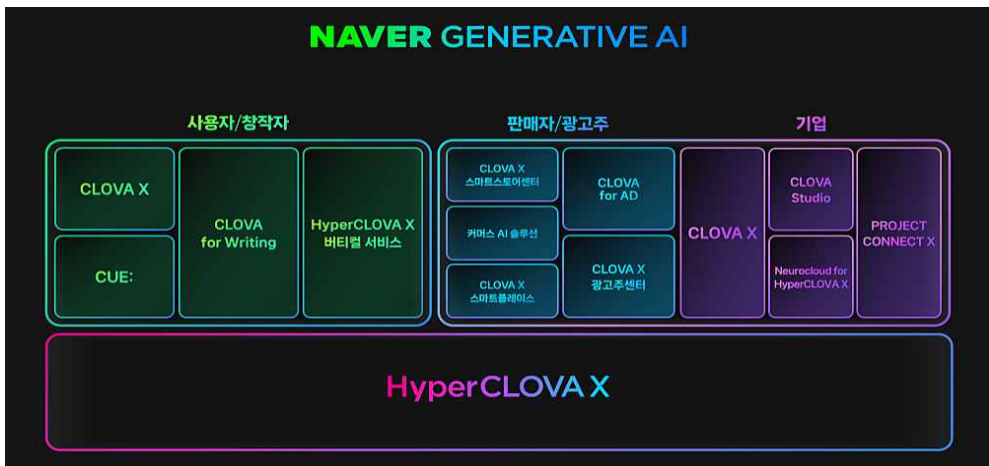 NAVER GENERATIVE AI
사용자/창작자
CLOVA X
CUE:
CLOVA
for Writing
HyperCLOVA X
버티컬 서비스
판매자/광고주
CLOVA X
스마트스토어센터
커머스 AI 솔루션
CLOVA X
스마트플레이스
CLOVA
for AD
CLOVA X
광고주센터
기업
CLOVA X
CLOVA
Studio
Neurocloud for
HyperCLOVA X
PROJECT
CONNECT X
HyperCLOVA X